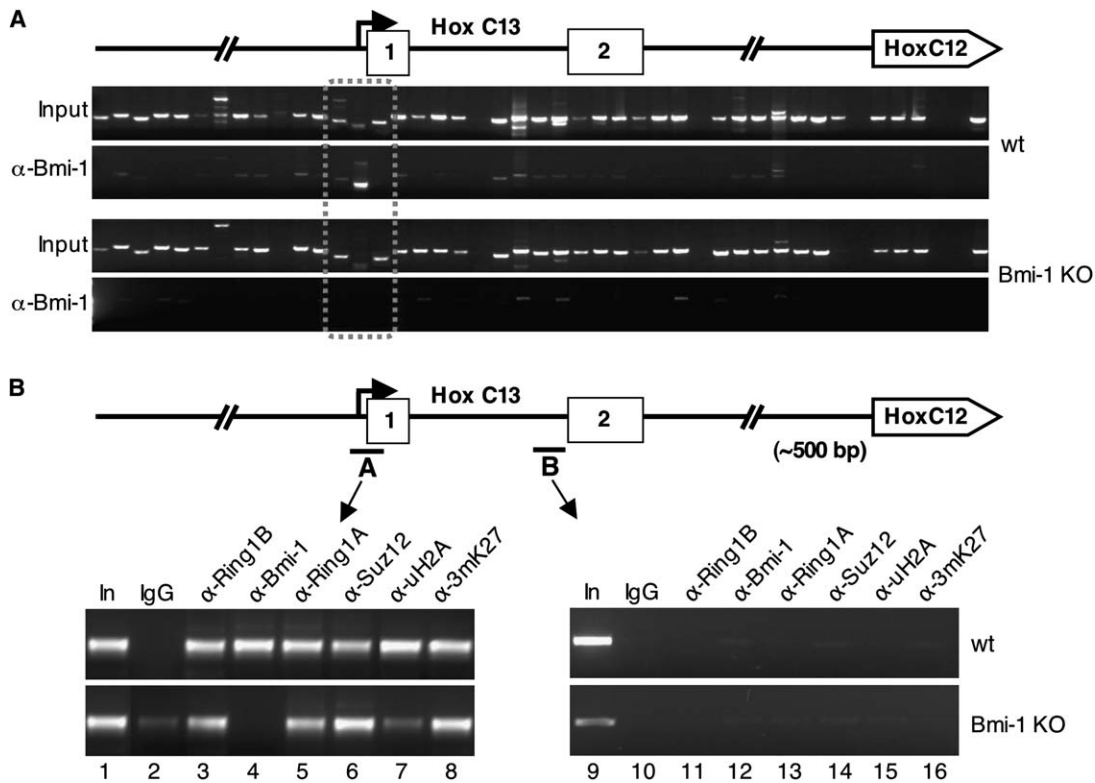 A
Hox C13
1
2
HoxC12
Input
α-Bmi-1
wt
Input
α-Bmi-1
Bmi-1 KO
B
Hox C13
1
2
HoxC12
(~500 bp)
A
B
In IgG α-Ring1B α-Bmi-1 α-Ring1A α-Suz12 α-uH2A α-3mK27
In IgG α-Ring1B α-Bmi-1 α-Ring1A α-Suz12 α-uH2A α-3mK27
wt
Bmi-1 KO
1 2 3 4 5 6 7 8
9 10 11 12 13 14 15 16